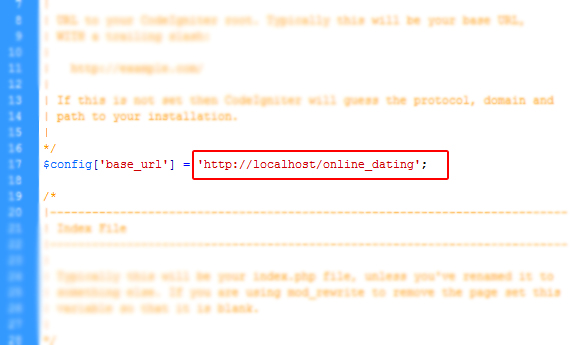 7 |
8 | URL to your CodeIgniter root. Typically this will be your base URL,
9 | WITH a trailing slash:
10 |
11 | http://example.com/
12 |
13 | If this is not set then CodeIgniter will guess the protocol, domain and
14 | path to your installation.
15 |
16 */
17 $config['base_url'] = 'http://localhost/online_dating';
18
19 /*
20 |--------------------------------------------------------------------------
21 | Index File
22 |--------------------------------------------------------------------------
23 |
24 | Typically this will be your index.php file, unless you've renamed it to
25 | something else. If you are using mod_rewrite to remove the page set this
26 | variable so that it is blank.
27 |
28 */